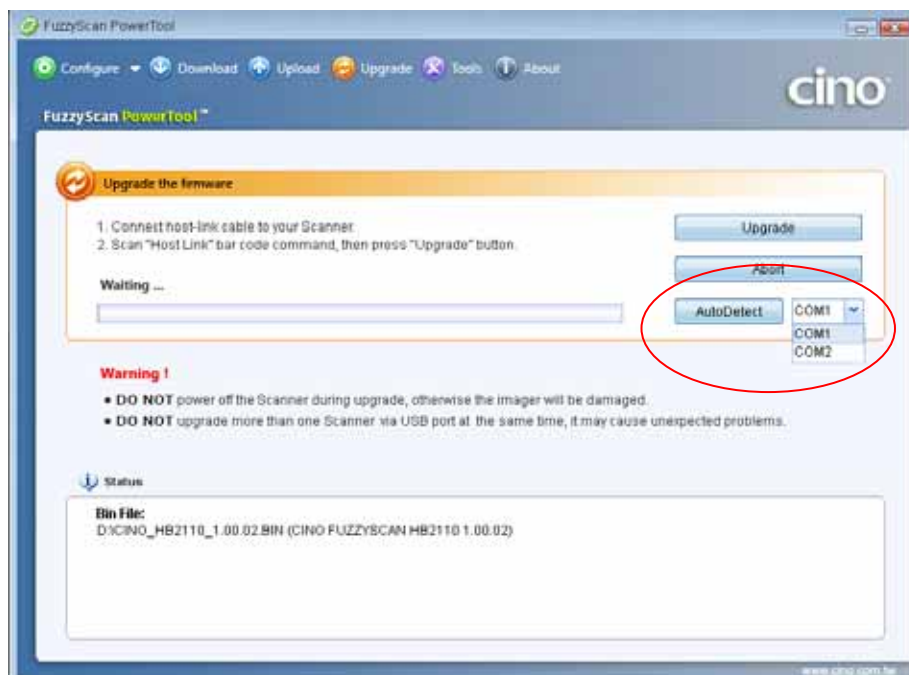 FuzzyScan PowerTool
Configure Download Upload Upgrade Tools About
cino
FuzzyScan PowerTool™
Upgrade the firmware
1. Connect host-link cable to your Scanner.
2. Scan "Host Link" bar code command, then press "Upgrade" button.
Upgrade
Abort
Waiting ...
AutoDetect COM1
COM1
COM2
Warning !
• DO NOT power off the Scanner during upgrade, otherwise the imager will be damaged.
• DO NOT upgrade more than one Scanner via USB port at the same time, it may cause unexpected problems.
Status
Bin File:
D:\CINO_HB2110_1.00.02.BIN (CINO FUZZYSCAN HB2110 1.00.02)
www.cino.com.tw